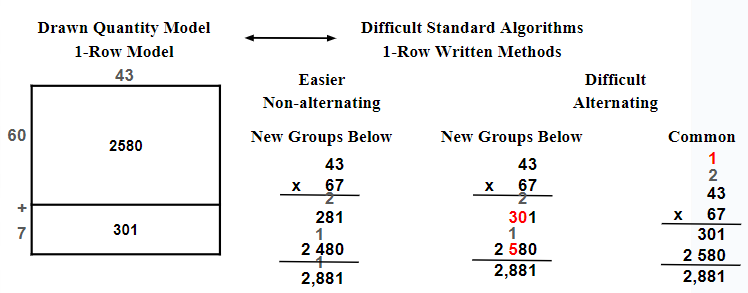 Drawn Quantity Model
1-Row Model
Difficult Standard Algorithms
1-Row Written Methods
43
60
2580
+
7
301
Easier
Non-alternating
New Groups Below
43
x 67
2
281
1
2 480
1
2,881
Difficult
Alternating
New Groups Below
43
x 67
2
301
1
2 580
2,881
Common
1
2
43
x 67
301
2 580
2,881